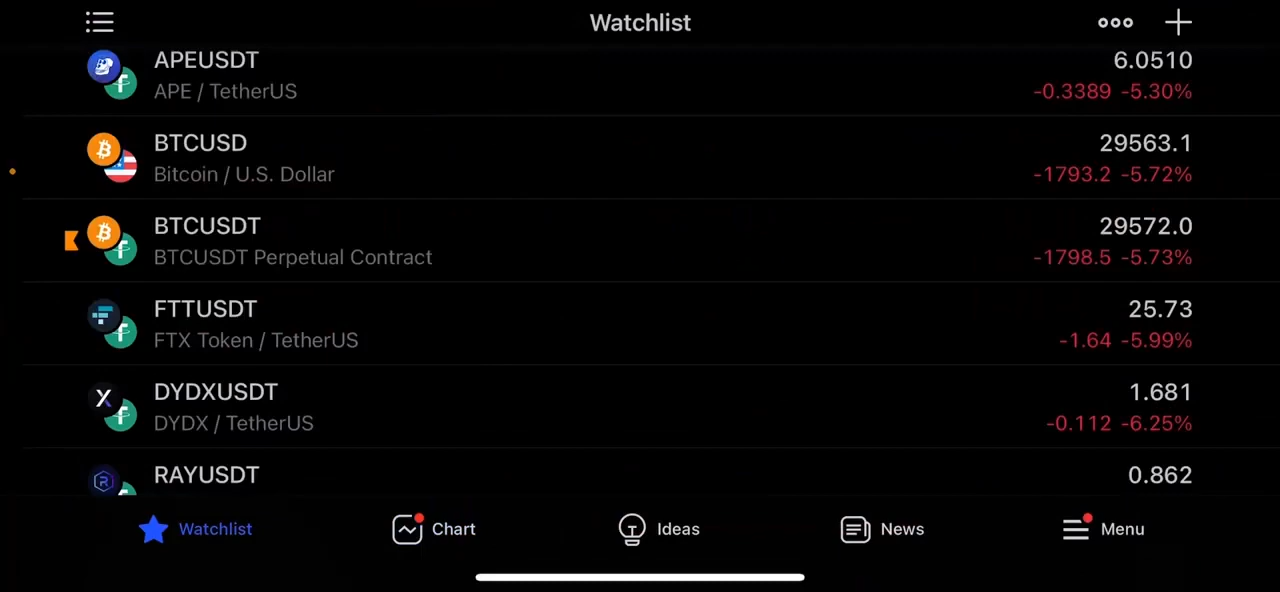 Watchlist
APEUSDT 6.0510
APE / TetherUS -0.3389 -5.30%
BTCUSD 29563.1
Bitcoin / U.S. Dollar -1793.2 -5.72%
BTCUSDT 29572.0
BTCUSDT Perpetual Contract -1798.5 -5.73%
FTTUSDT 25.73
FTX Token / TetherUS -1.64 -5.99%
DYDXUSDT 1.681
DYDX / TetherUS -0.112 -6.25%
RAYUSDT 0.862
Watchlist Chart Ideas News Menu